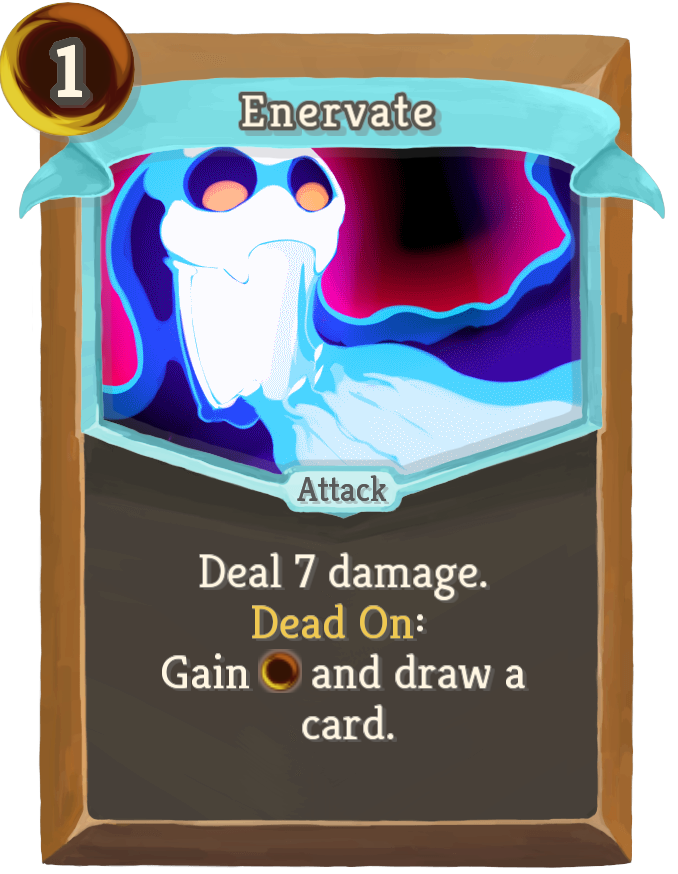 1
Enervate
Attack
Deal 7 damage.
Dead On:
Gain and draw a
card.